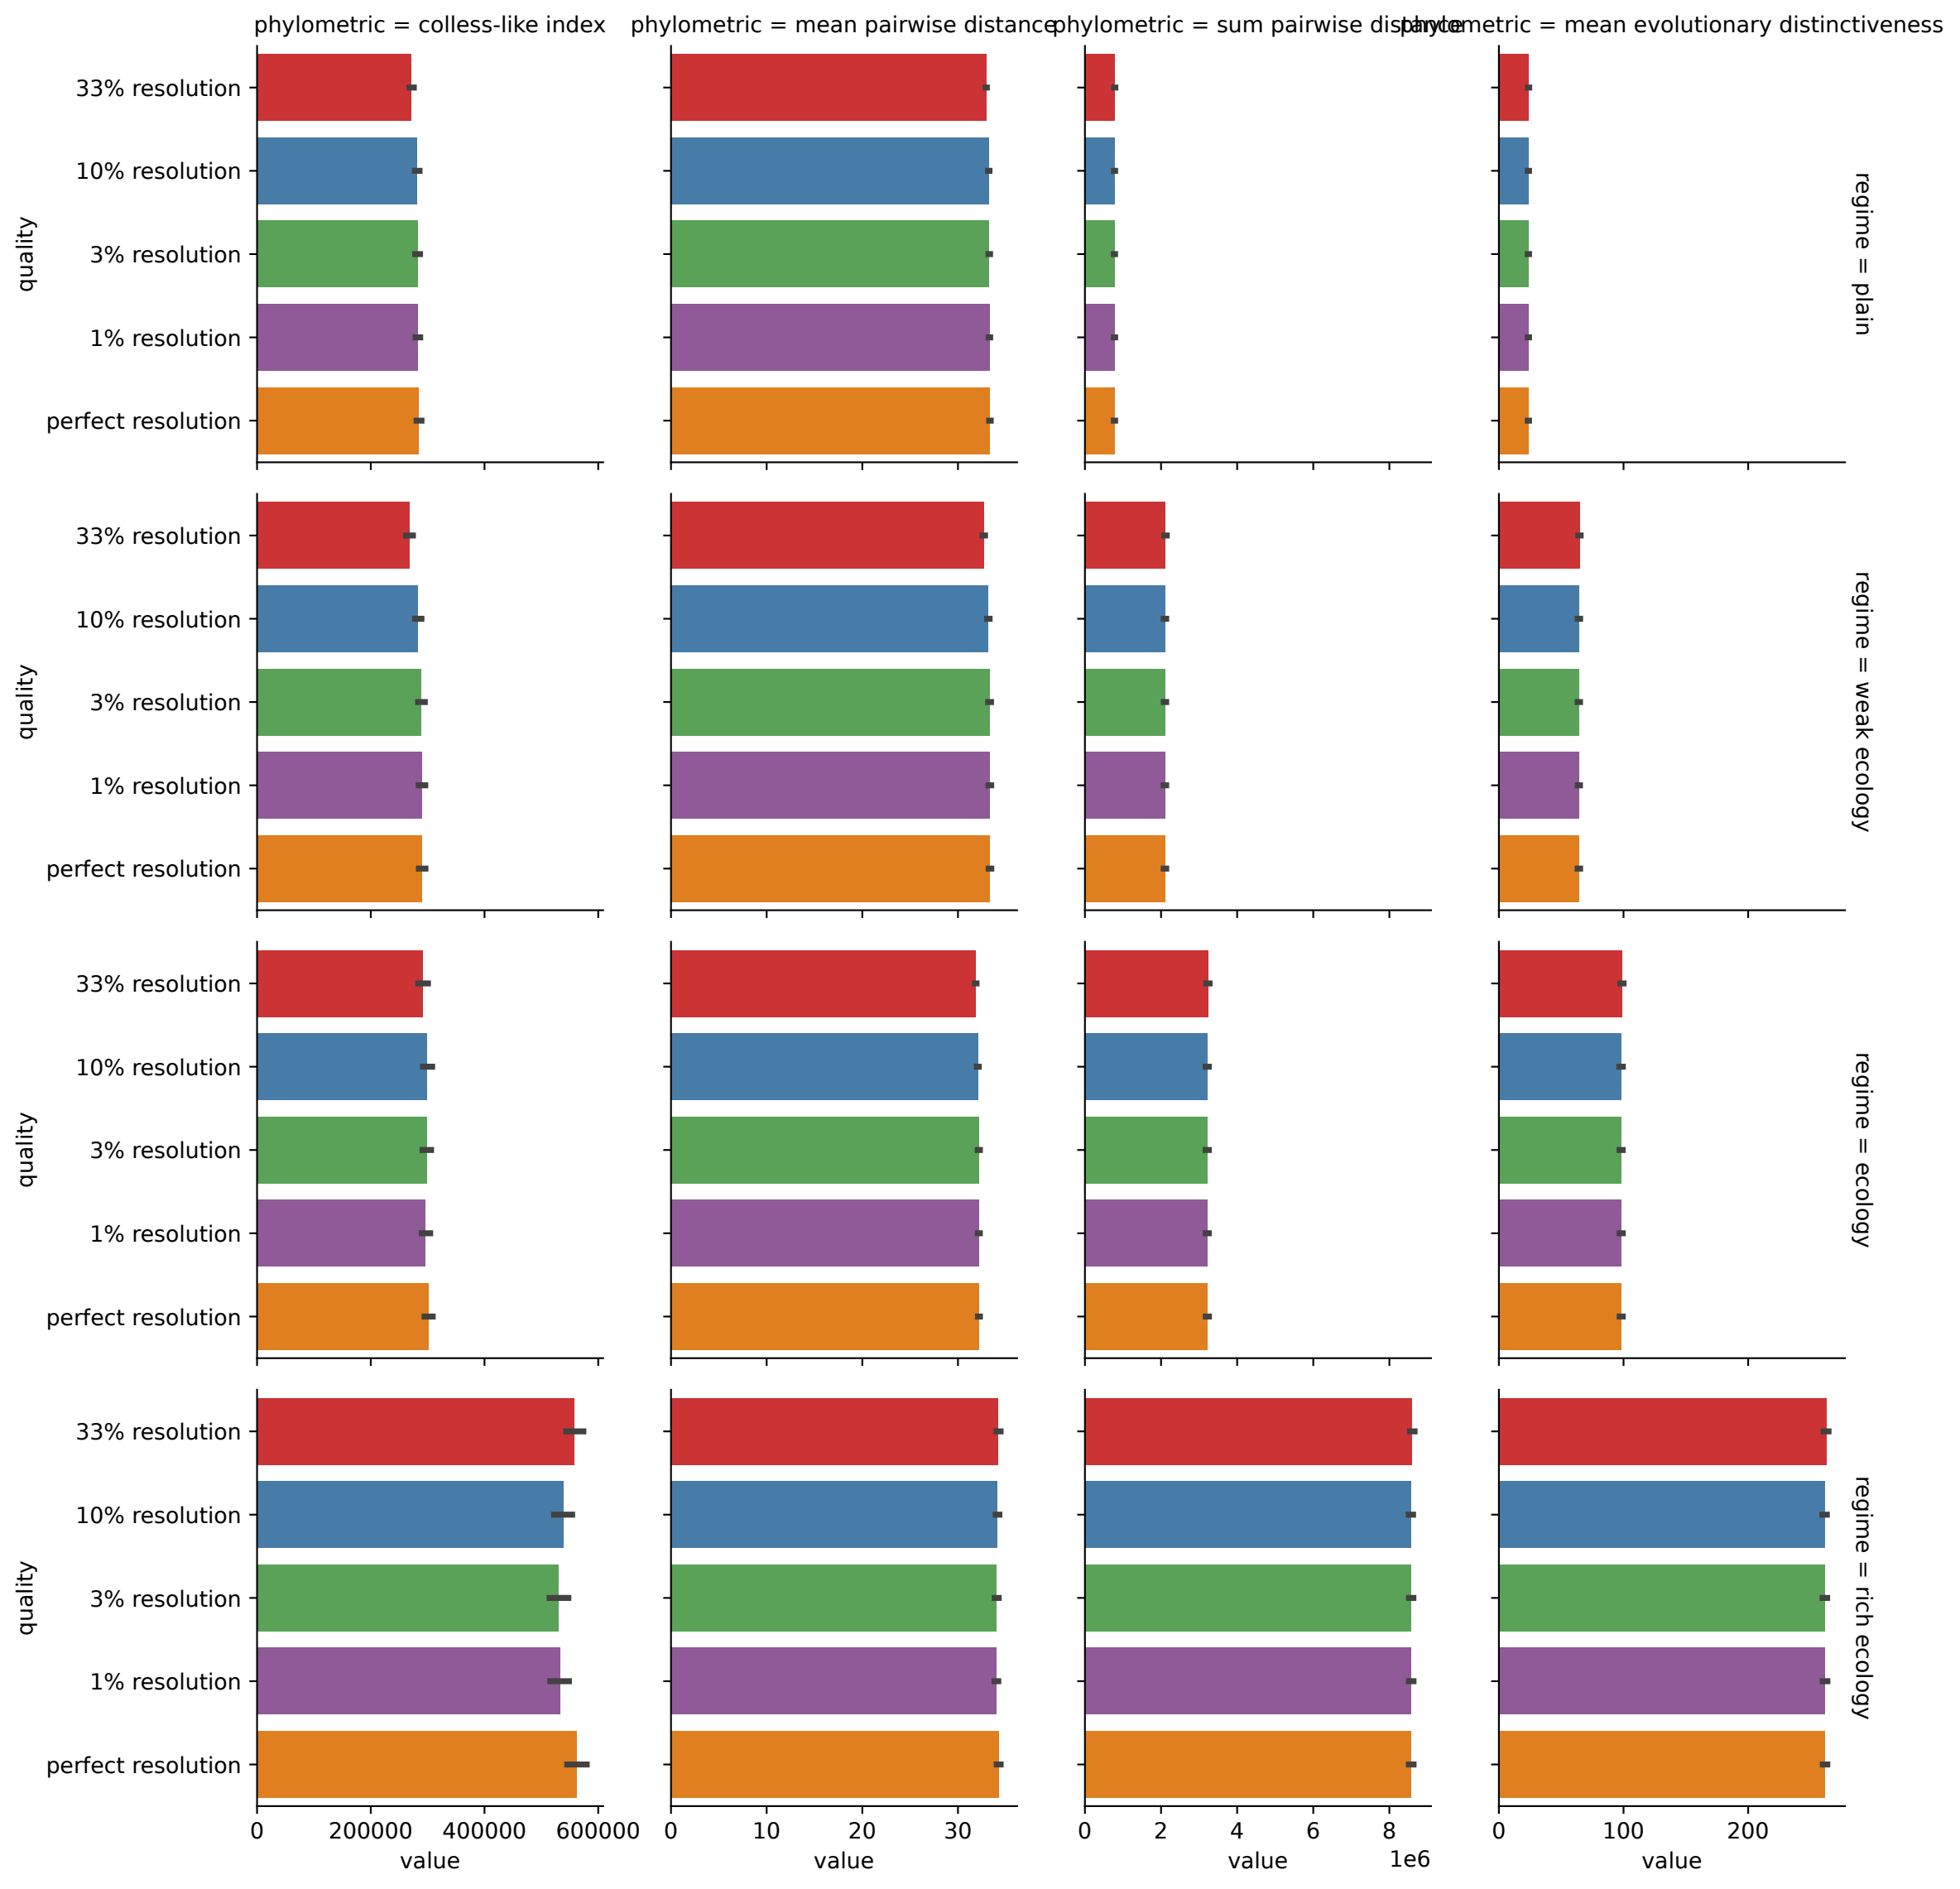 phylometric = colless-like index
phylometric = mean pairwise distance
phylometric = sum pairwise distance
phylometric = mean evolutionary distinctiveness
quality
33% resolution
10% resolution
3% resolution
1% resolution
perfect resolution
regime = plain
quality
33% resolution
10% resolution
3% resolution
1% resolution
perfect resolution
regime = weak ecology
quality
33% resolution
10% resolution
3% resolution
1% resolution
perfect resolution
regime = ecology
quality
33% resolution
10% resolution
3% resolution
1% resolution
perfect resolution
regime = rich ecology
0 200000 400000 600000
value
0 10 20 30
value
0 2 4 6 8
1e6
value
0 100 200
value